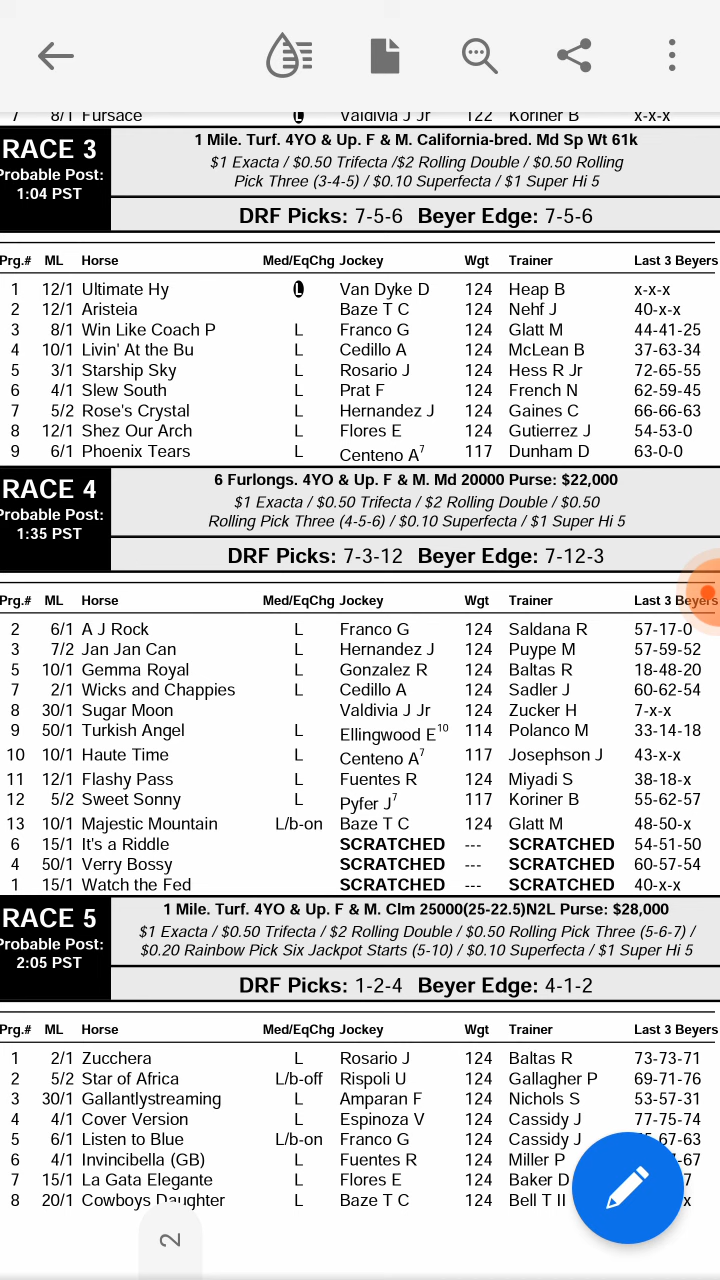 7 8/1 Fursace L Valdivia J Jr 122 Koriner B x-x-x
RACE 3
Probable Post:
1:04 PST
1 Mile. Turf. 4YO & Up. F & M. California-bred. Md Sp Wt 61k
$1 Exacta / $0.50 Trifecta /$2 Rolling Double / $0.50 Rolling
Pick Three (3-4-5) / $0.10 Superfecta / $1 Super Hi 5
DRF Picks: 7-5-6 Beyer Edge: 7-5-6
Prg.# ML Horse Med/EqChg Jockey Wgt Trainer Last 3 Beyers
1 12/1 Ultimate Hy L Van Dyke D 124 Heap B x-x-x
2 12/1 Aristeia Baze T C 124 Nehf J 40-x-x
3 8/1 Win Like Coach P L Franco G 124 Glatt M 44-41-25
4 10/1 Livin' At the Bu L Cedillo A 124 McLean B 37-63-34
5 3/1 Starship Sky L Rosario J 124 Hess R Jr 72-65-55
6 4/1 Slew South L Prat F 124 French N 62-59-45
7 5/2 Rose's Crystal L Hernandez J 124 Gaines C 66-66-63
8 12/1 Shez Our Arch L Flores E 124 Gutierrez J 54-53-0
9 6/1 Phoenix Tears L Centeno A7 117 Dunham D 63-0-0
RACE 4
Probable Post:
1:35 PST
6 Furlongs. 4YO & Up. F & M. Md 20000 Purse: $22,000
$1 Exacta / $0.50 Trifecta / $2 Rolling Double / $0.50
Rolling Pick Three (4-5-6) / $0.10 Superfecta / $1 Super Hi 5
DRF Picks: 7-3-12 Beyer Edge: 7-12-3
Prg.# ML Horse Med/EqChg Jockey Wgt Trainer Last 3 Beyers
2 6/1 A J Rock L Franco G 124 Saldana R 57-17-0
3 7/2 Jan Jan Can L Hernandez J 124 Puype M 57-59-52
5 10/1 Gemma Royal L Gonzalez R 124 Baltas R 18-48-20
7 2/1 Wicks and Chappies L Cedillo A 124 Sadler J 60-62-54
8 30/1 Sugar Moon Valdivia J Jr 124 Zucker H 7-x-x
9 50/1 Turkish Angel L Ellingwood E10 114 Polanco M 33-14-18
10 10/1 Haute Time L Centeno A7 117 Josephson J 43-x-x
11 12/1 Flashy Pass L Fuentes R 124 Miyadi S 38-18-x
12 5/2 Sweet Sonny L Pyfer J7 117 Koriner B 55-62-57
13 10/1 Majestic Mountain L/b-on Baze T C 124 Glatt M 48-50-x
6 15/1 It's a Riddle SCRATCHED --- SCRATCHED 54-51-50
4 50/1 Verry Bossy SCRATCHED --- SCRATCHED 60-57-54
1 15/1 Watch the Fed SCRATCHED --- SCRATCHED 40-x-x
RACE 5
Probable Post:
2:05 PST
1 Mile. Turf. 4YO & Up. F & M. Clm 25000(25-22.5)N2L Purse: $28,000
$1 Exacta / $0.50 Trifecta / $2 Rolling Double / $0.50 Rolling Pick Three (5-6-7) /
$0.20 Rainbow Pick Six Jackpot Starts (5-10) / $0.10 Superfecta / $1 Super Hi 5
DRF Picks: 1-2-4 Beyer Edge: 4-1-2
Prg.# ML Horse Med/EqChg Jockey Wgt Trainer Last 3 Beyers
1 2/1 Zucchera L Rosario J 124 Baltas R 73-73-71
2 5/2 Star of Africa L/b-off Rispoli U 124 Gallagher P 69-71-76
3 30/1 Gallantlystreaming L Amparan F 124 Nichols S 53-57-31
4 4/1 Cover Version L Espinoza V 124 Cassidy J 77-75-74
5 6/1 Listen to Blue L/b-on Franco G 124 Cassidy J 67-63
6 4/1 Invincibella (GB) L Fuentes R 124 Miller P -67
7 15/1 La Gata Elegante L Flores E 124 Baker D 7
8 20/1 Cowboys Daughter L Baze T C 124 Bell T II x
2